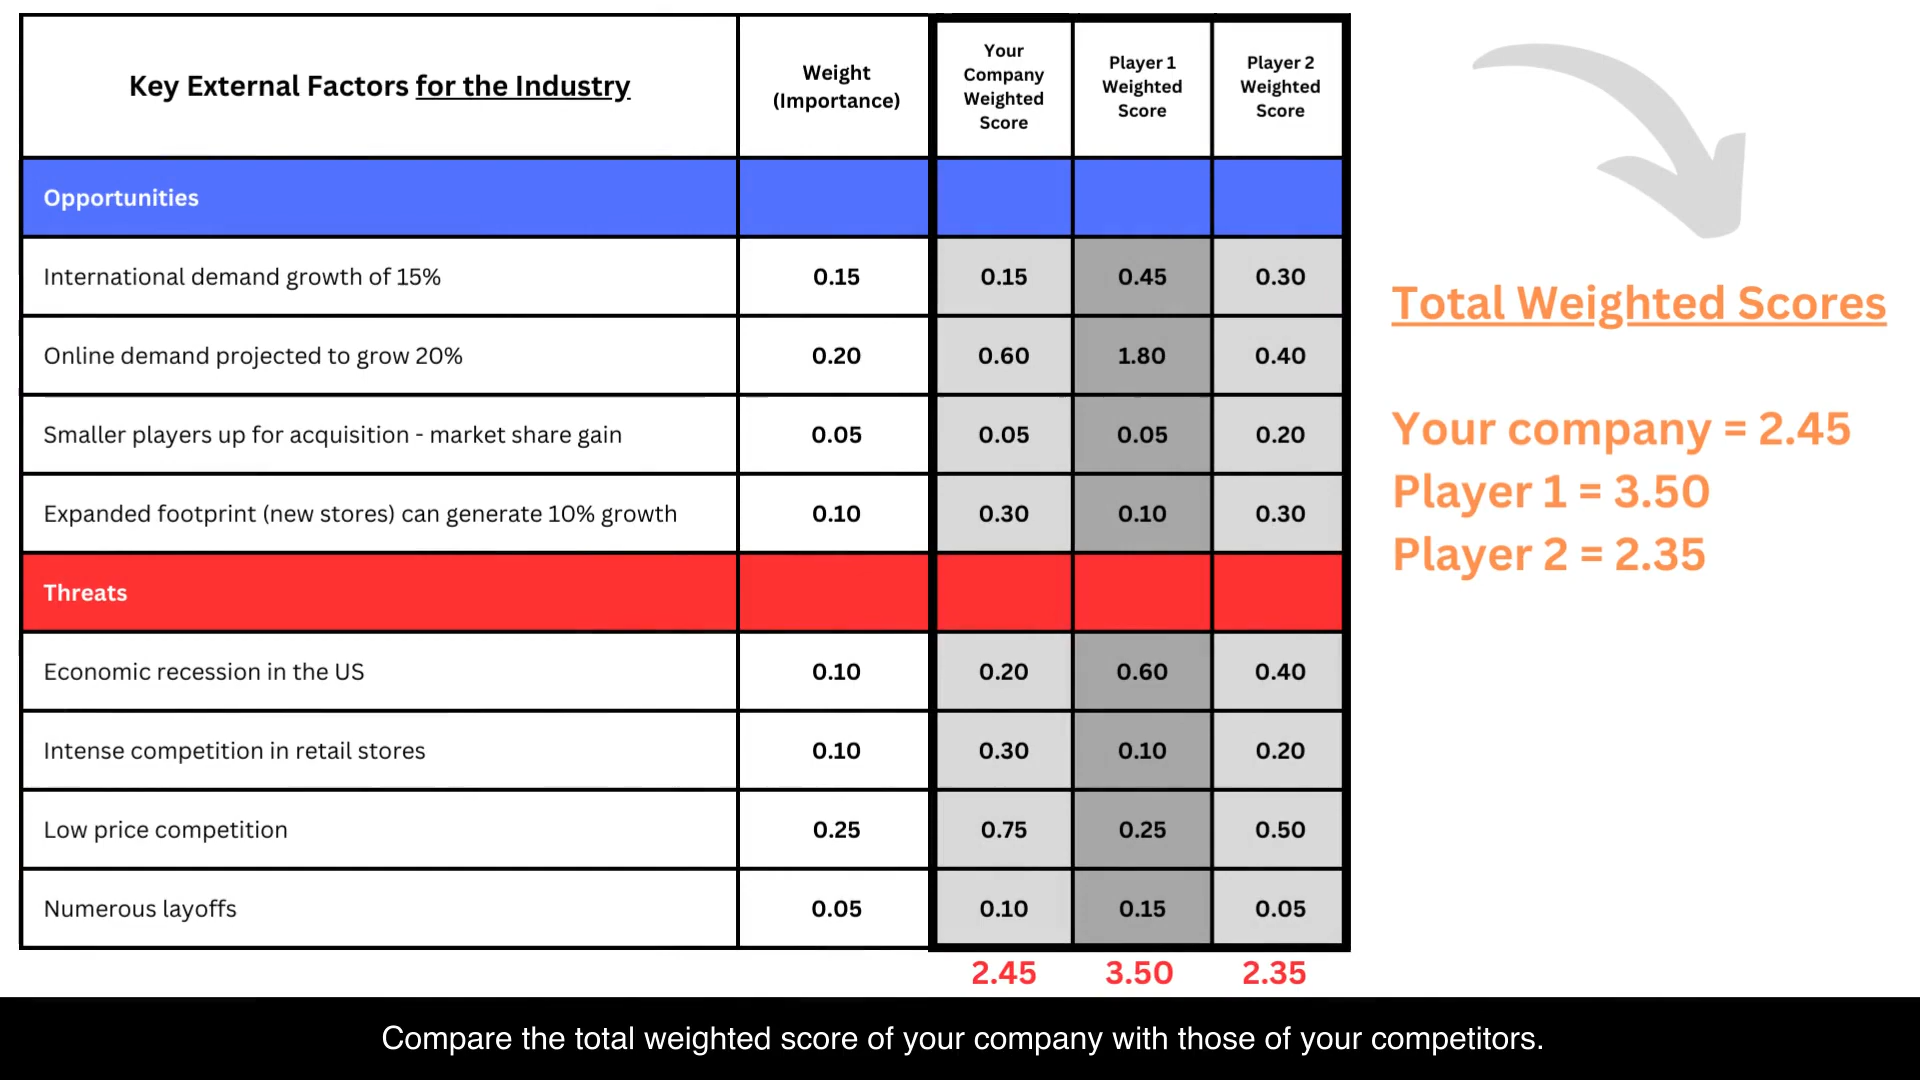 Key External Factors for the Industry
Weight
(Importance)
Your
Company
Weighted
Score
Player 1
Weighted
Score
Player 2
Weighted
Score
Opportunities
International demand growth of 15% 0.15 0.15 0.45 0.30
Online demand projected to grow 20% 0.20 0.60 1.80 0.40
Smaller players up for acquisition - market share gain 0.05 0.05 0.05 0.20
Expanded footprint (new stores) can generate 10% growth 0.10 0.30 0.10 0.30
Threats
Economic recession in the US 0.10 0.20 0.60 0.40
Intense competition in retail stores 0.10 0.30 0.10 0.20
Low price competition 0.25 0.75 0.25 0.50
Numerous layoffs 0.05 0.10 0.15 0.05
2.45 3.50 2.35
Total Weighted Scores
Your company = 2.45
Player 1 = 3.50
Player 2 = 2.35
Compare the total weighted score of your company with those of your competitors.